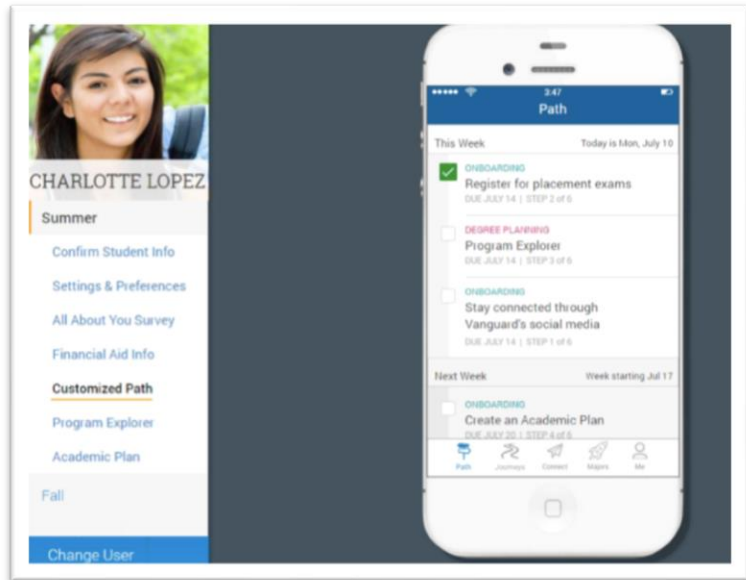 CHARLOTTE LOPEZ
Summer
Confirm Student Info
Settings & Preferences
All About You Survey
Financial Aid Info
Customized Path
Program Explorer
Academic Plan
Fall
Change User
3:47
Path
This Week Today is Mon, July 10
ONBOARDING
Register for placement exams
DUE JULY 14 | STEP 2 of 6
DEGREE PLANNING
Program Explorer
DUE JULY 14 | STEP 3 of 6
ONBOARDING
Stay connected through
Vanguard's social media
DUE JULY 14 | STEP 1 of 6
Next Week Week starting Jul 17
ONBOARDING
Create an Academic Plan
DUE JULY 20 | STEP 4 of 6
Path Journeys Connect Majors Me